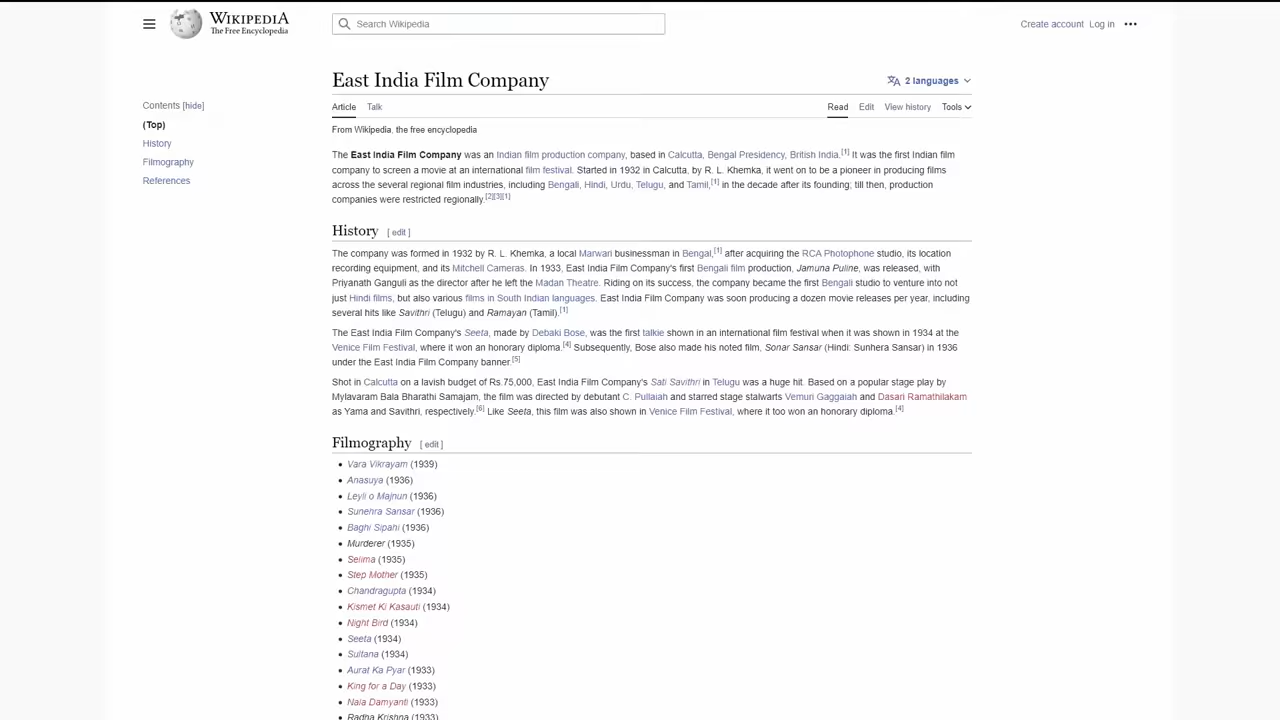 WIKIPEDIA
The Free Encyclopedia
Search Wikipedia
Create account Log in
East India Film Company
2 languages
Contents [hide]
(Top)
History
Filmography
References
Article Talk
Read Edit View history Tools
From Wikipedia, the free encyclopedia
The East India Film Company was an Indian film production company, based in Calcutta, Bengal Presidency, British India.[1] It was the first Indian film
company to screen a movie at an international film festival. Started in 1932 in Calcutta, by R. L. Khemka, it went on to be a pioneer in producing films
across the several regional film industries, including Bengali, Hindi, Urdu, Telugu, and Tamil,[1] in the decade after its founding; till then, production
companies were restricted regionally.[2][3][1]
History [ edit ]
The company was formed in 1932 by R. L. Khemka, a local Marwari businessman in Bengal,[1] after acquiring the RCA Photophone studio, its location
recording equipment, and its Mitchell Cameras. In 1933, East India Film Company's first Bengali film production, Jamuna Puline, was released, with
Priyanath Ganguli as the director after he left the Madan Theatre. Riding on its success, the company became the first Bengali studio to venture into not
just Hindi films, but also various films in South Indian languages. East India Film Company was soon producing a dozen movie releases per year, including
several hits like Savithri (Telugu) and Ramayan (Tamil).[1]
The East India Film Company's Seeta, made by Debaki Bose, was the first talkie shown in an international film festival when it was shown in 1934 at the
Venice Film Festival, where it won an honorary diploma.[4] Subsequently, Bose also made his noted film, Sonar Sansar (Hindi: Sunhera Sansar) in 1936
under the East India Film Company banner.[5]
Shot in Calcutta on a lavish budget of Rs.75,000, East India Film Company's Sati Savithri in Telugu was a huge hit. Based on a popular stage play by
Mylavaram Bala Bharathi Samajam, the film was directed by debutant C. Pullaiah and starred stage stalwarts Vemuri Gaggaiah and Dasari Ramathilakam
as Yama and Savithri, respectively.[6] Like Seeta, this film was also shown in Venice Film Festival, where it too won an honorary diploma.[4]
Filmography [ edit ]
• Vara Vikrayam (1939)
• Anasuya (1936)
• Leyli o Majnun (1936)
• Sunehra Sansar (1936)
• Baghi Sipahi (1936)
• Murderer (1935)
• Selima (1935)
• Step Mother (1935)
• Chandragupta (1934)
• Kismet Ki Kasauti (1934)
• Night Bird (1934)
• Seeta (1934)
• Sultana (1934)
• Aurat Ka Pyar (1933)
• King for a Day (1933)
• Nala Damyanti (1933)
• Radha Krishna (1933)